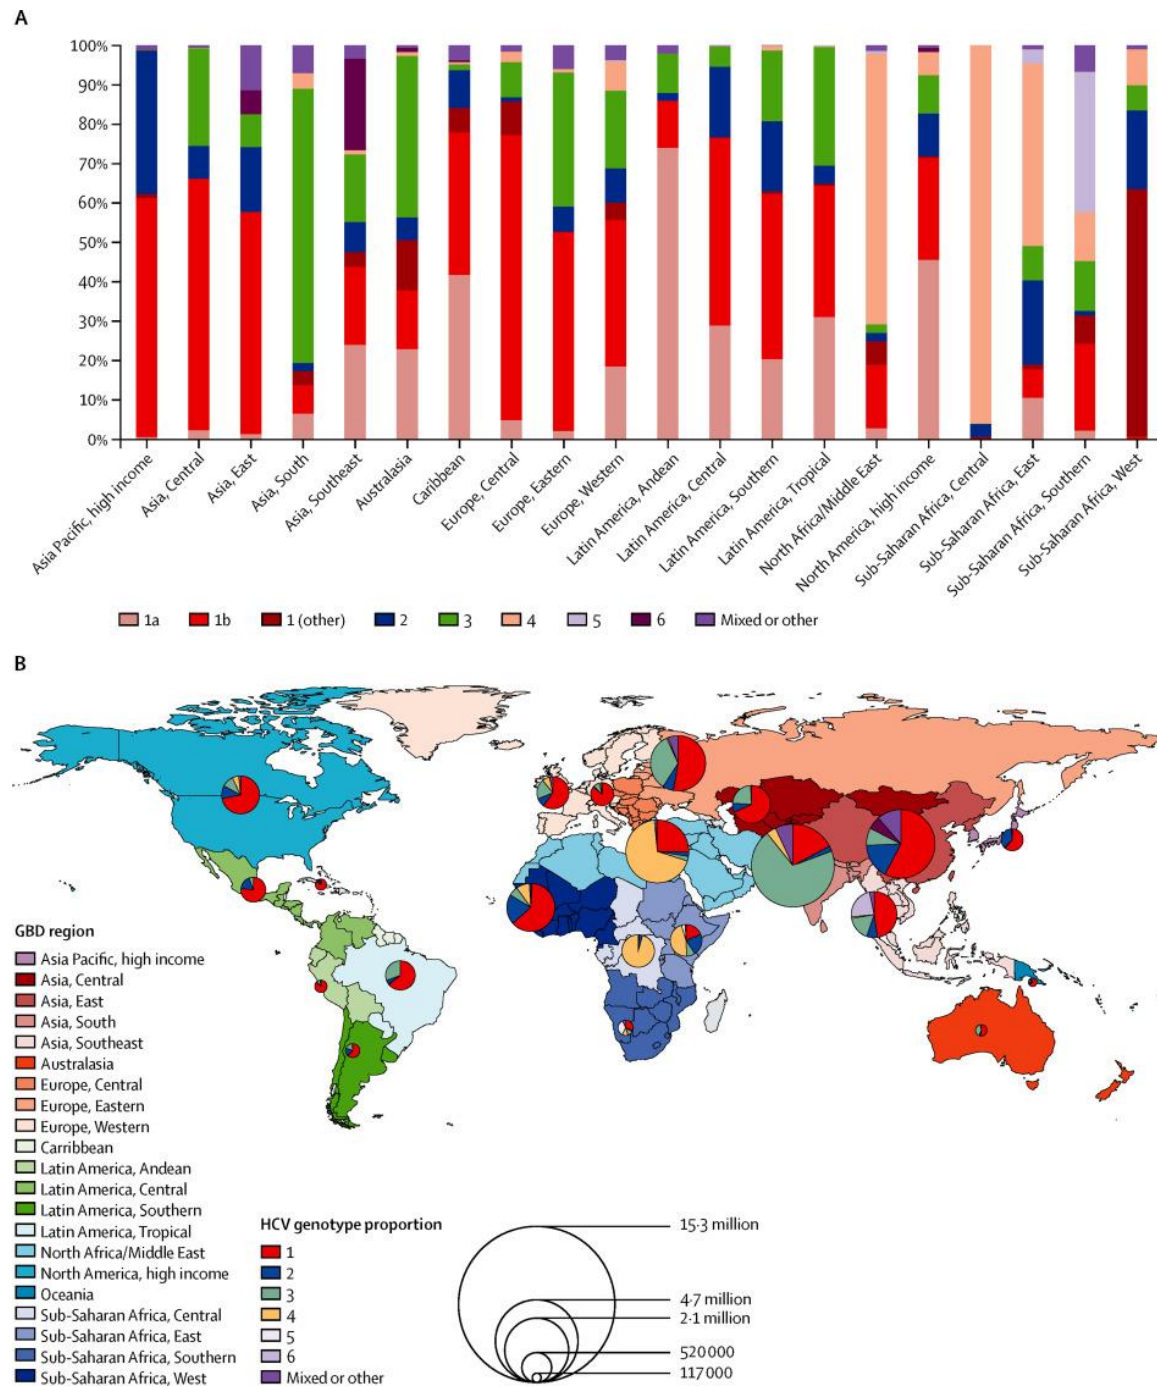 A
100%
90%
80%
70%
60%
50%
40%
30%
20%
10%
0%
Asia Pacific, high income
Asia, Central
Asia, East
Asia, South
Asia, Southeast
Australasia
Caribbean
Europe, Central
Europe, Eastern
Europe, Western
Latin America, Andean
Latin America, Central
Latin America, Southern
Latin America, Tropical
North Africa/Middle East
North America, high income
Sub-Saharan Africa, Central
Sub-Saharan Africa, East
Sub-Saharan Africa, Southern
Sub-Saharan Africa, West
1a 1b 1 (other) 2 3 4 5 6 Mixed or other
B
GBD region
Asia Pacific, high income
Asia, Central
Asia, East
Asia, South
Asia, Southeast
Australasia
Europe, Central
Europe, Eastern
Europe, Western
Carribbean
Latin America, Andean
Latin America, Central
Latin America, Southern
Latin America, Tropical
North Africa/Middle East
North America, high income
Oceania
Sub-Saharan Africa, Central
Sub-Saharan Africa, East
Sub-Saharan Africa, Southern
Sub-Saharan Africa, West
HCV genotype proportion
1
2
3
4
5
6
Mixed or other
15·3 million
4·7 million
2·1 million
520 000
117 000